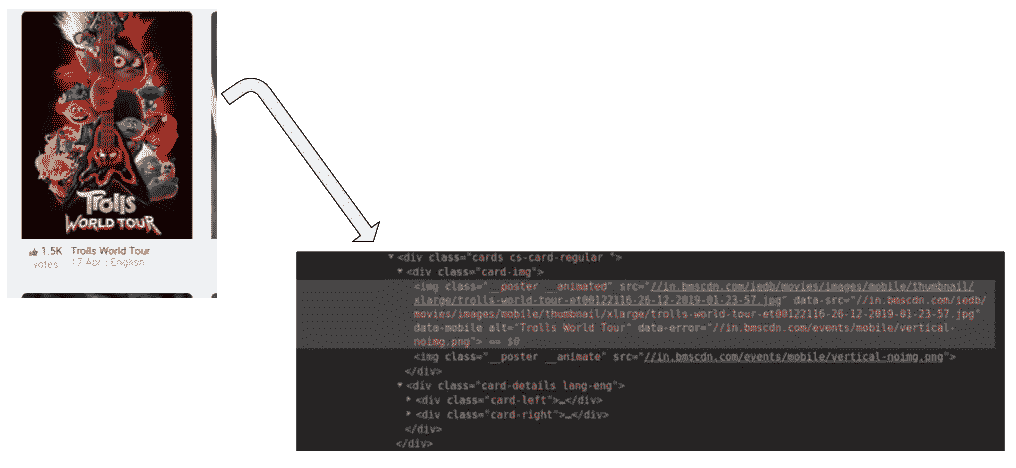 Trolls
WORLD TOUR
1.5K Trolls World Tour
votes 17 Apr : English
▼<div class="cards cs-card-regular ">
▼<div class="card-img">
<img class="__poster __animated" src="//in.bmscdn.com/iedb/movies/images/mobile/thumbnail/
xlarge/trolls-world-tour-et00122116-26-12-2019-01-23-57.jpg" data-src="//in.bmscdn.com/iedb/
movies/images/mobile/thumbnail/xlarge/trolls-world-tour-et00122116-26-12-2019-01-23-57.jpg"
data-mobile alt="Trolls World Tour" data-error="//in.bmscdn.com/events/mobile/vertical-
noimg.png"> == $0
<img class="__poster __animate" src="//in.bmscdn.com/events/mobile/vertical-noimg.png">
</div>
▼<div class="card-details lang-eng">
▶<div class="card-left">…</div>
▶<div class="card-right">…</div>
</div>
</div>